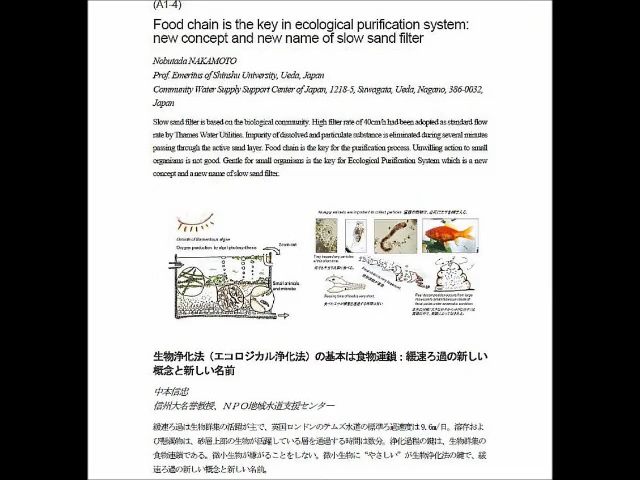 (A1-4)
Food chain is the key in ecological purification system:
new concept and new name of slow sand filter
Nobutada NAKAMOTO
Prof. Emeritus of Shinshu University, Ueda, Japan
Community Water Supply Support Center of Japan, 1218-5, Suwagata, Ueda, Nagano, 386-0032,
Japan
Slow sand filter is based on the biological community. High filter rate of 40cm/h had been adopted as standard flow
rate by Thames Water Utilities. Impurity of dissolved and particulate substance is eliminated during several minutes
passing through the active sand layer. Food chain is the key for the purification process. Unwilling action to small
organisms is not good. Gentle for small organisms is the key for Ecological Purification System which is a new
concept and a new name of slow sand filter.
Growth of filamentous algae
Oxygen production by algal photosynthesis
Small animals
and microbes
生物浄化法（エコロジカル浄化法）の基本は食物連鎖：緩速ろ過の新しい
概念と新しい名前
中本信忠
信州大名誉教授、ＮＰＯ地域水道支援センター
緩速ろ過は生物群集の活躍が主で、英国ロンドンのテムズ水道の標準ろ過速度は 9.6m/日。溶存およ
び懸濁物は、砂層上部の生物が活躍している層を通過する時間は数分。浄化過程の鍵は、生物群集の
食物連鎖である。微小生物が嫌がることをしない。微小生物に“やさしい”が生物浄化法の鍵で、緩
速ろ過の新しい概念と新しい名前。